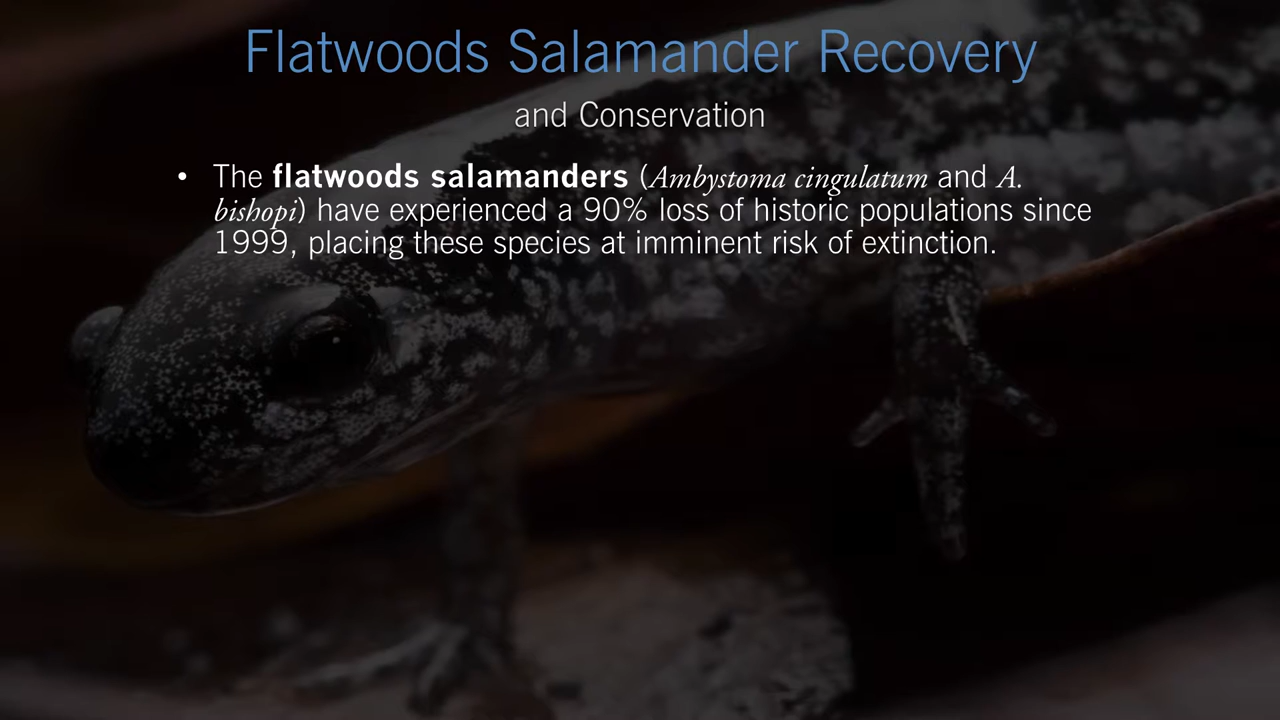 Flatwoods Salamander Recovery
and Conservation
• The flatwoods salamanders (Ambystoma cingulatum and A.
bishopi) have experienced a 90% loss of historic populations since
1999, placing these species at imminent risk of extinction.